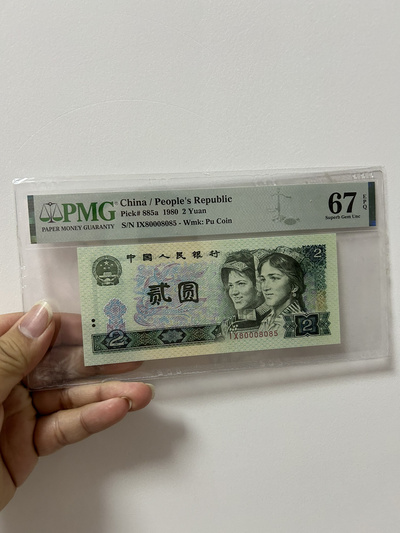 PMG
PAPER MONEY GUARANTY
China / People's Republic
Pick# 885a 1980 2 Yuan
S/N IX80008085 - Wmk: Pu Coin
67 EPQ
Superb Gem Unc
中国人民银行
2
贰圆
2
2
IX80008085